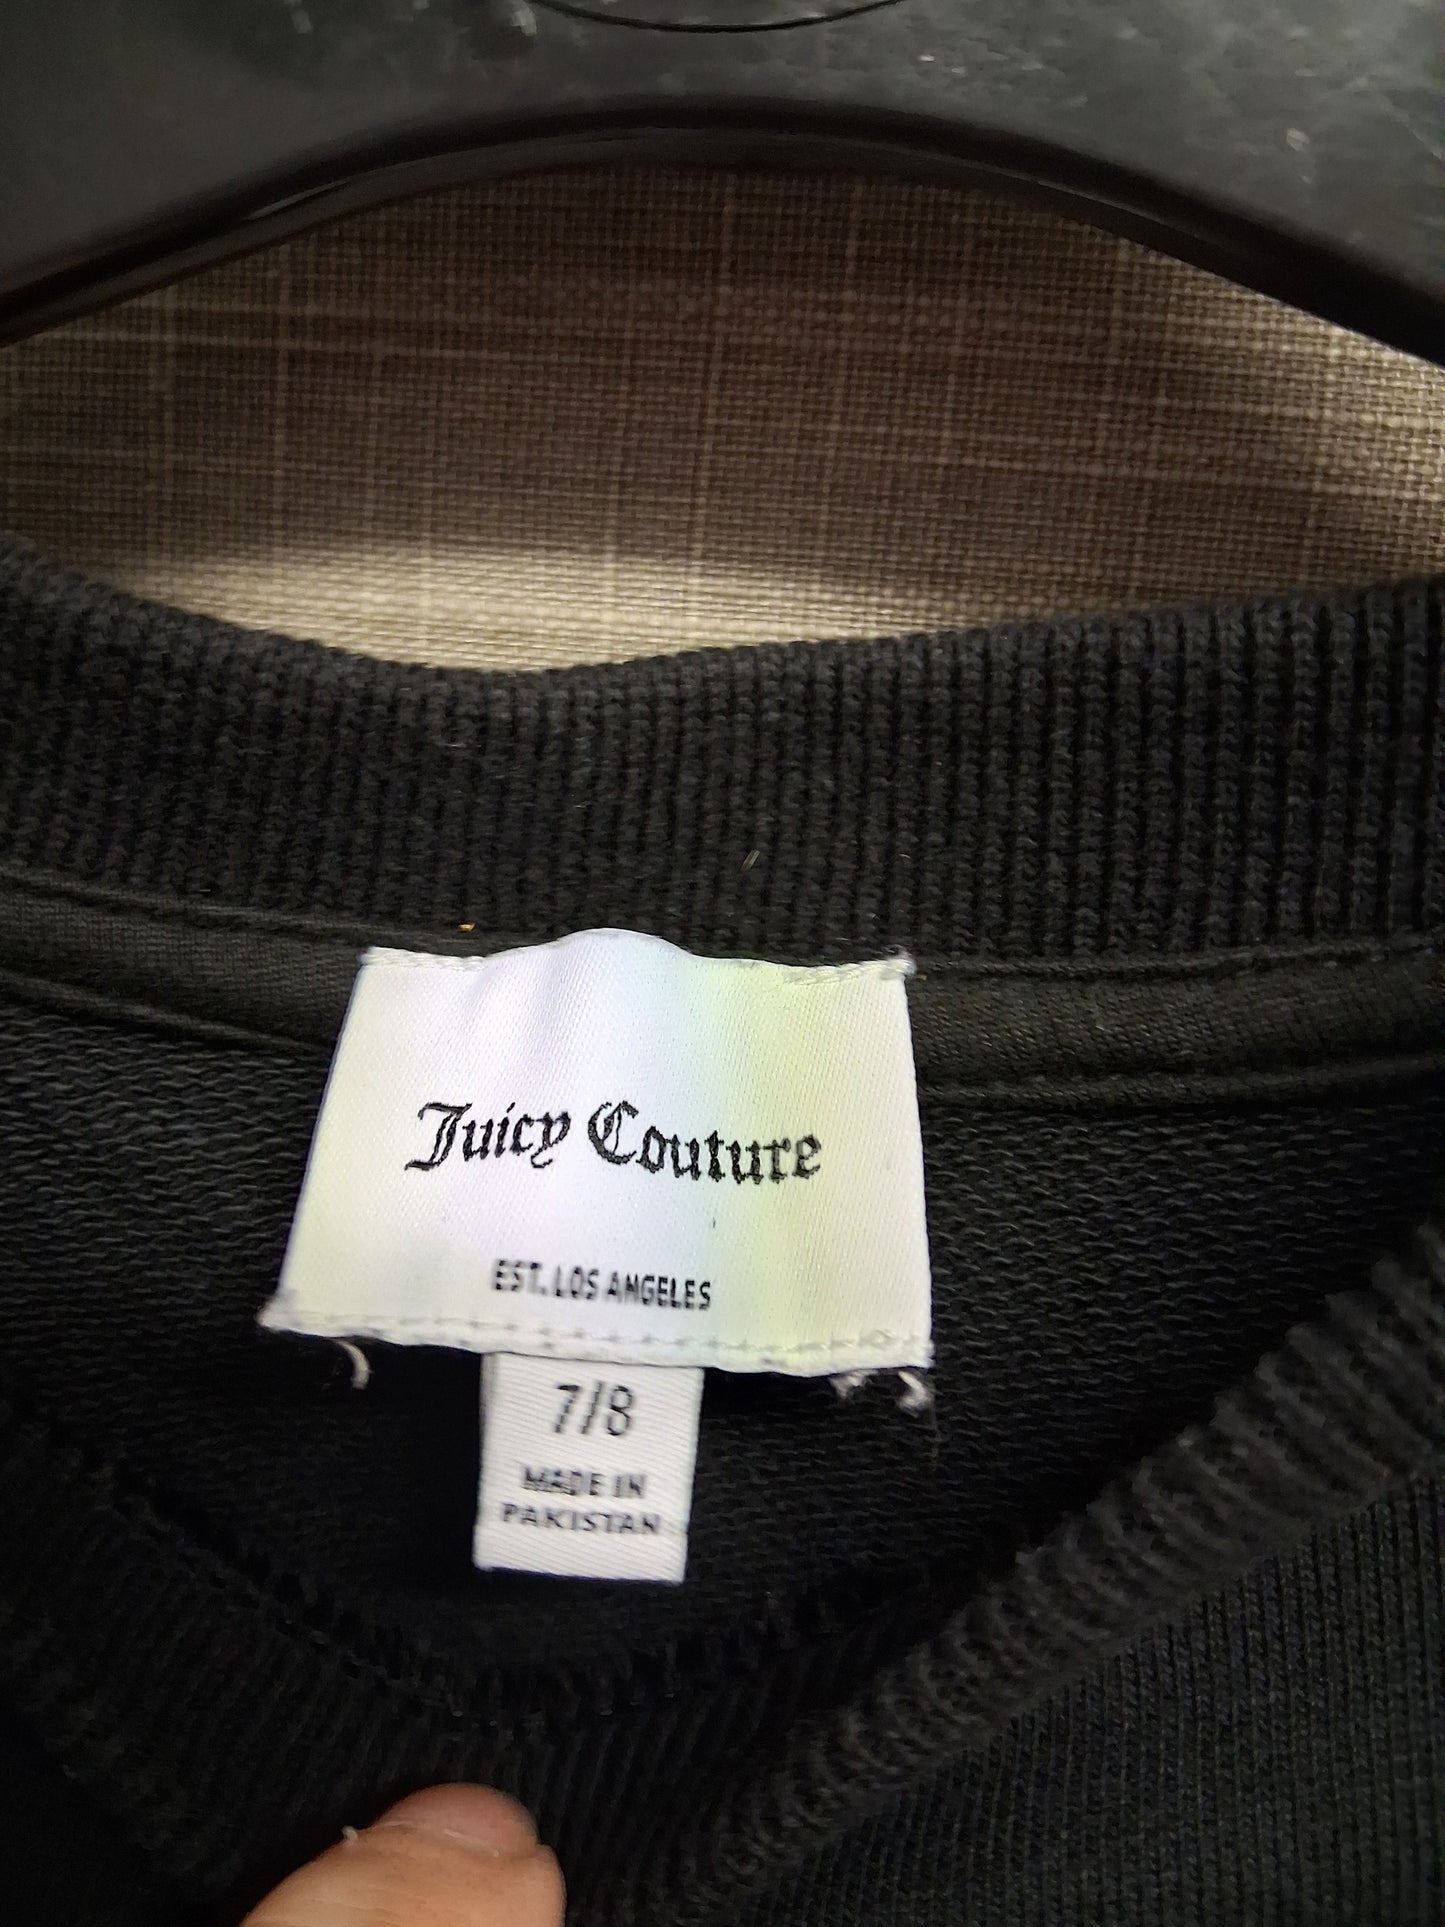 Juicy Couture
EST. LOS ANGELES
7/8
MADE IN
PAKISTAN